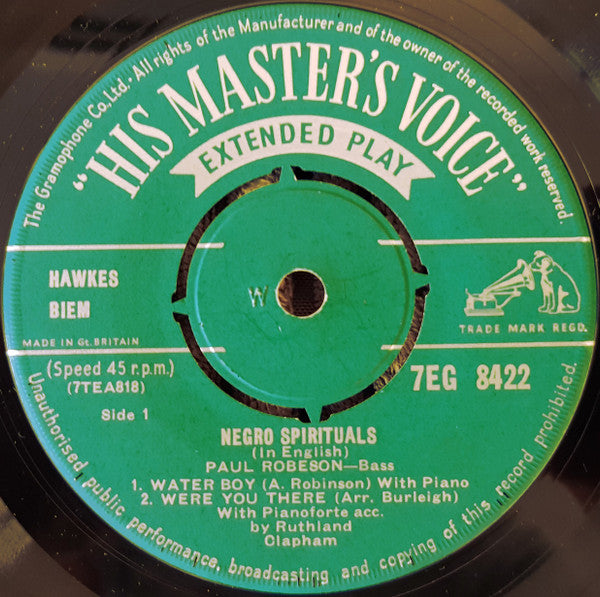 The Gramophone Co., Ltd. All rights of the Manufacturer and of the owner of the recorded work reserved.
"HIS MASTER'S VOICE"
EXTENDED PLAY
HAWKES
BIEM
W
TRADE MARK REGD.
MADE IN Gt. BRITAIN
(Speed 45 r.p.m.)
(7TEA818)
7EG 8422
Side 1
NEGRO SPIRITUALS
(In English)
PAUL ROBESON—Bass
1. WATER BOY (A. Robinson) With Piano
2. WERE YOU THERE (Arr. Burleigh)
With Pianoforte acc.
by Ruthland
Clapham
Unauthorised public performance, broadcasting and copying of this record prohibited.